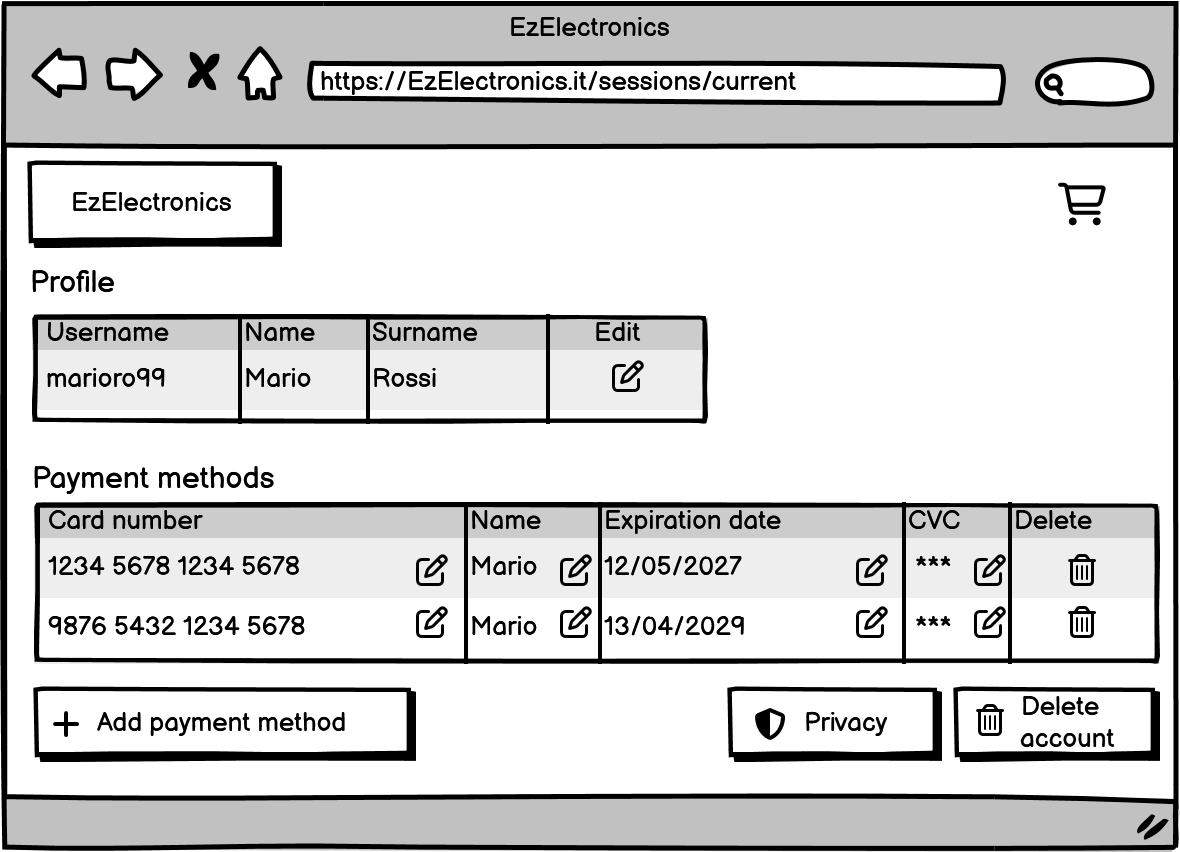 EzElectronics
https://EzElectronics.it/sessions/current
EzElectronics
Profile
Username Name Surname Edit
marioro99 Mario Rossi
Payment methods
Card number Name Expiration date CVC Delete
1234 5678 1234 5678 Mario 12/05/2027 ***
9876 5432 1234 5678 Mario 13/04/2029 ***
Add payment method Privacy Delete
account